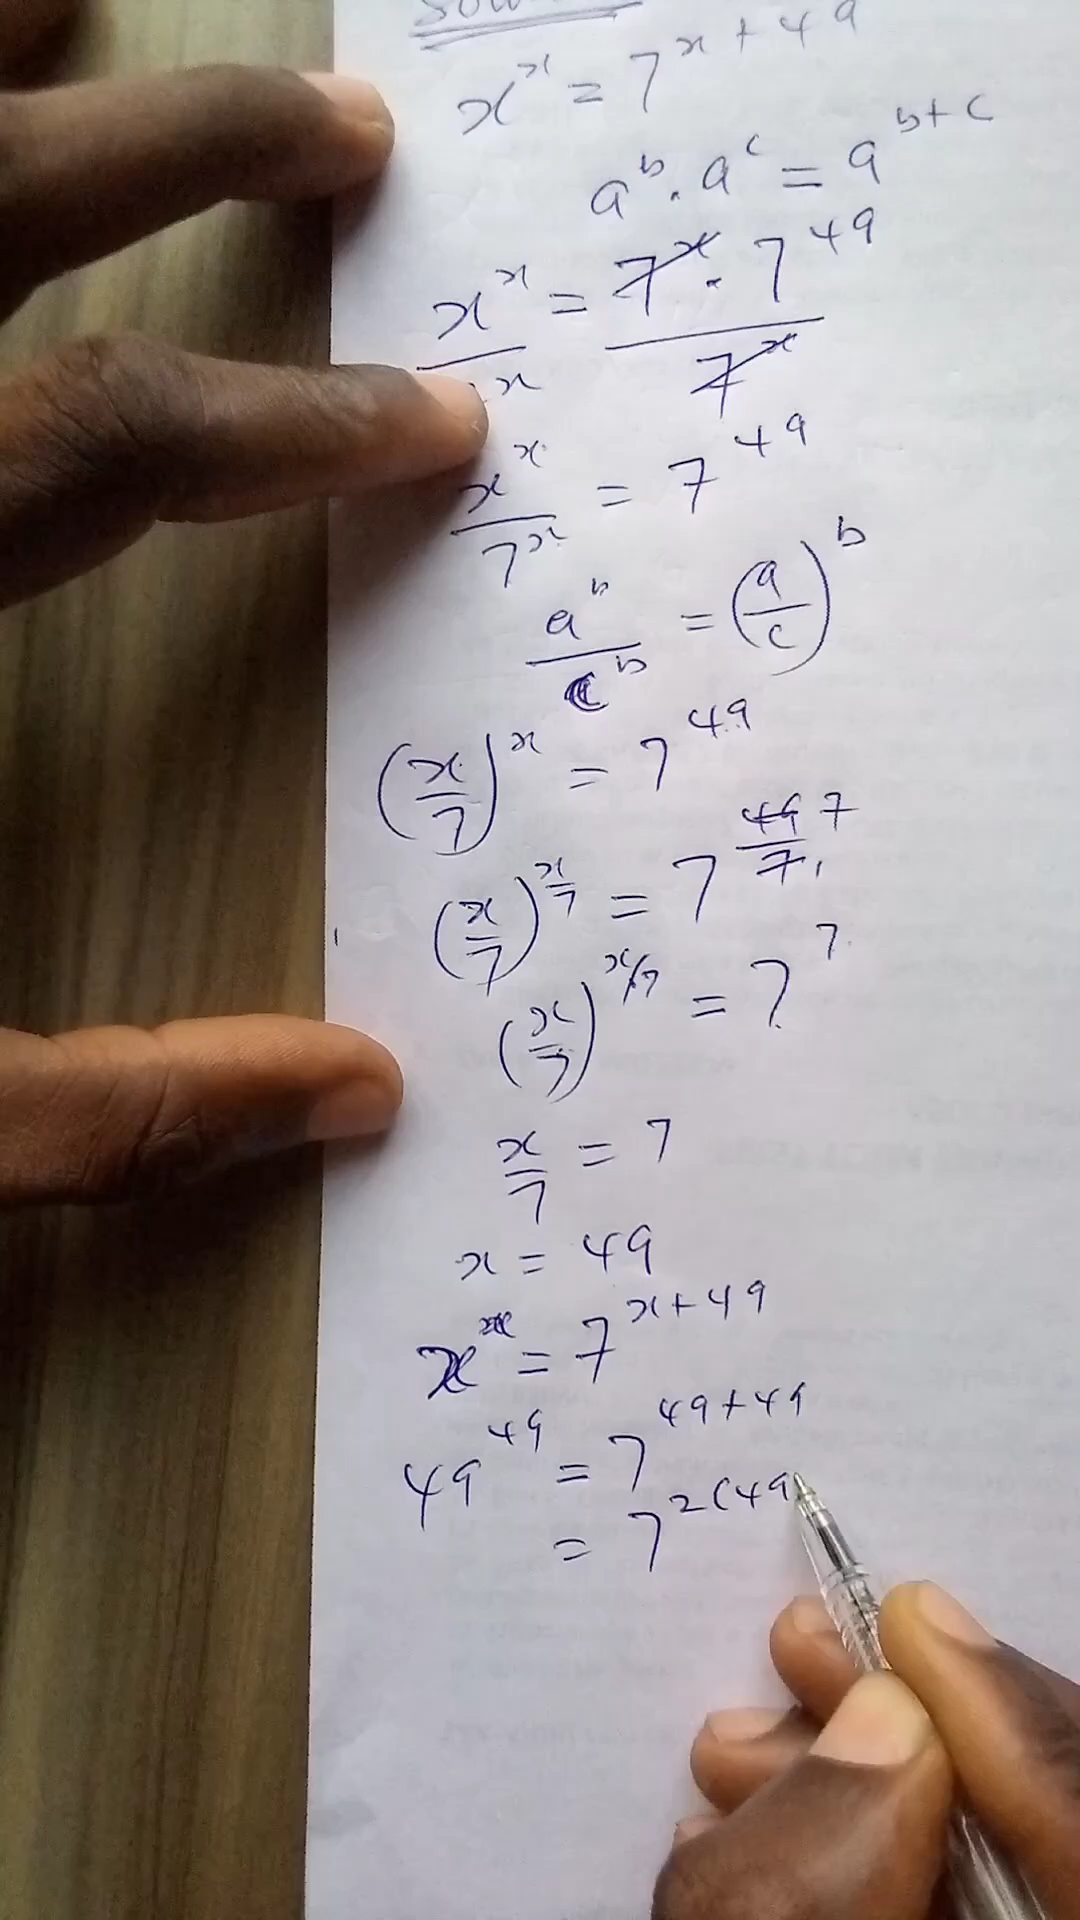 x^x = 7^{x+49}
a^b . a^c = a^{b+c}
x^x = 7^x . 7^{49}
x 7^x
x^x / 7^x = 7^{49}
a^b / c^b = (a/c)^b
(x/7)^x = 7^{49}
(x/7)^{x/7} = 7^{49/7} 7 1
(x/7)^{x/7} = 7^7
x/7 = 7
x = 49
x^x = 7^{x+49}
49^{49} = 7^{49+49}
= 7^{2(49)}